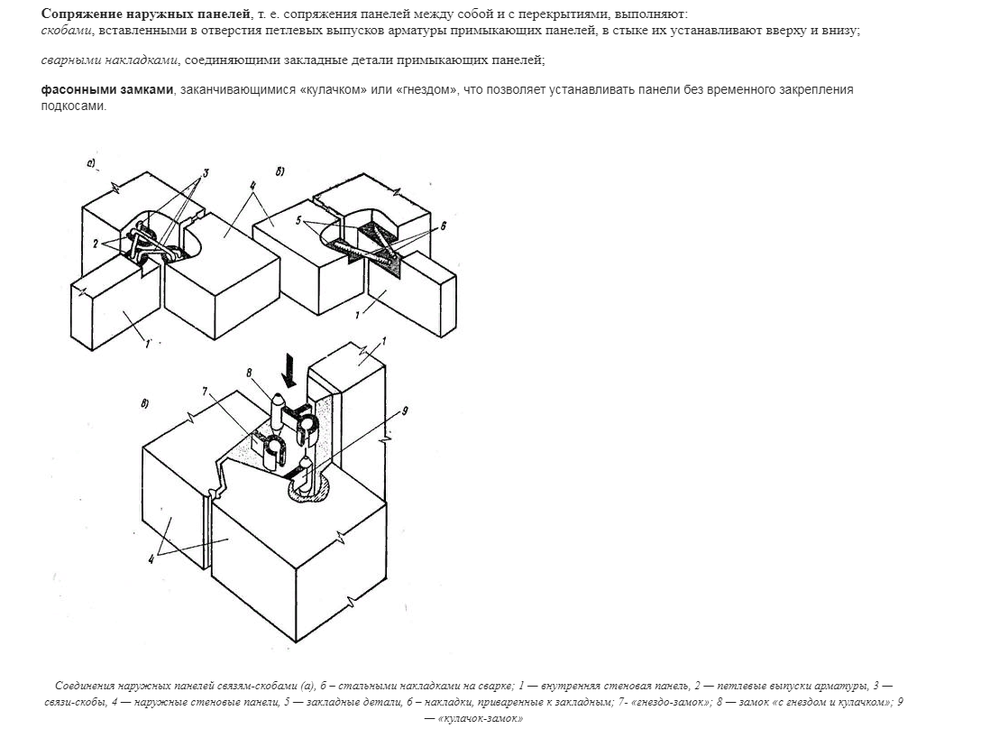 Сопряжение наружных панелей, т. е. сопряжения панелей между собой и с перекрытиями, выполняют:
скобами, вставленными в отверстия петлевых выпусков арматуры примыкающих панелей, в стыке их устанавливают вверху и внизу;
сварными накладками, соединяющими закладные детали примыкающих панелей;
фасонными замками, заканчивающимися «кулачком» или «гнездом», что позволяет устанавливать панели без временного закрепления
подкосами.
а)
3
4
б)
2
5
6
1
1
8
1
7
в)
9
4
Соединения наружных панелей связям-скобами (а), б – стальными накладками на сварке; 1 — внутренняя стеновая панель, 2 — петлевые выпуски арматуры, 3 —
связи-скобы, 4 — наружные стеновые панели, 5 — закладные детали, 6 – накладки, приваренные к закладным; 7- «гнездо-замок»; 8 — замок «с гнездом и кулачком»; 9
— «кулачок-замок»